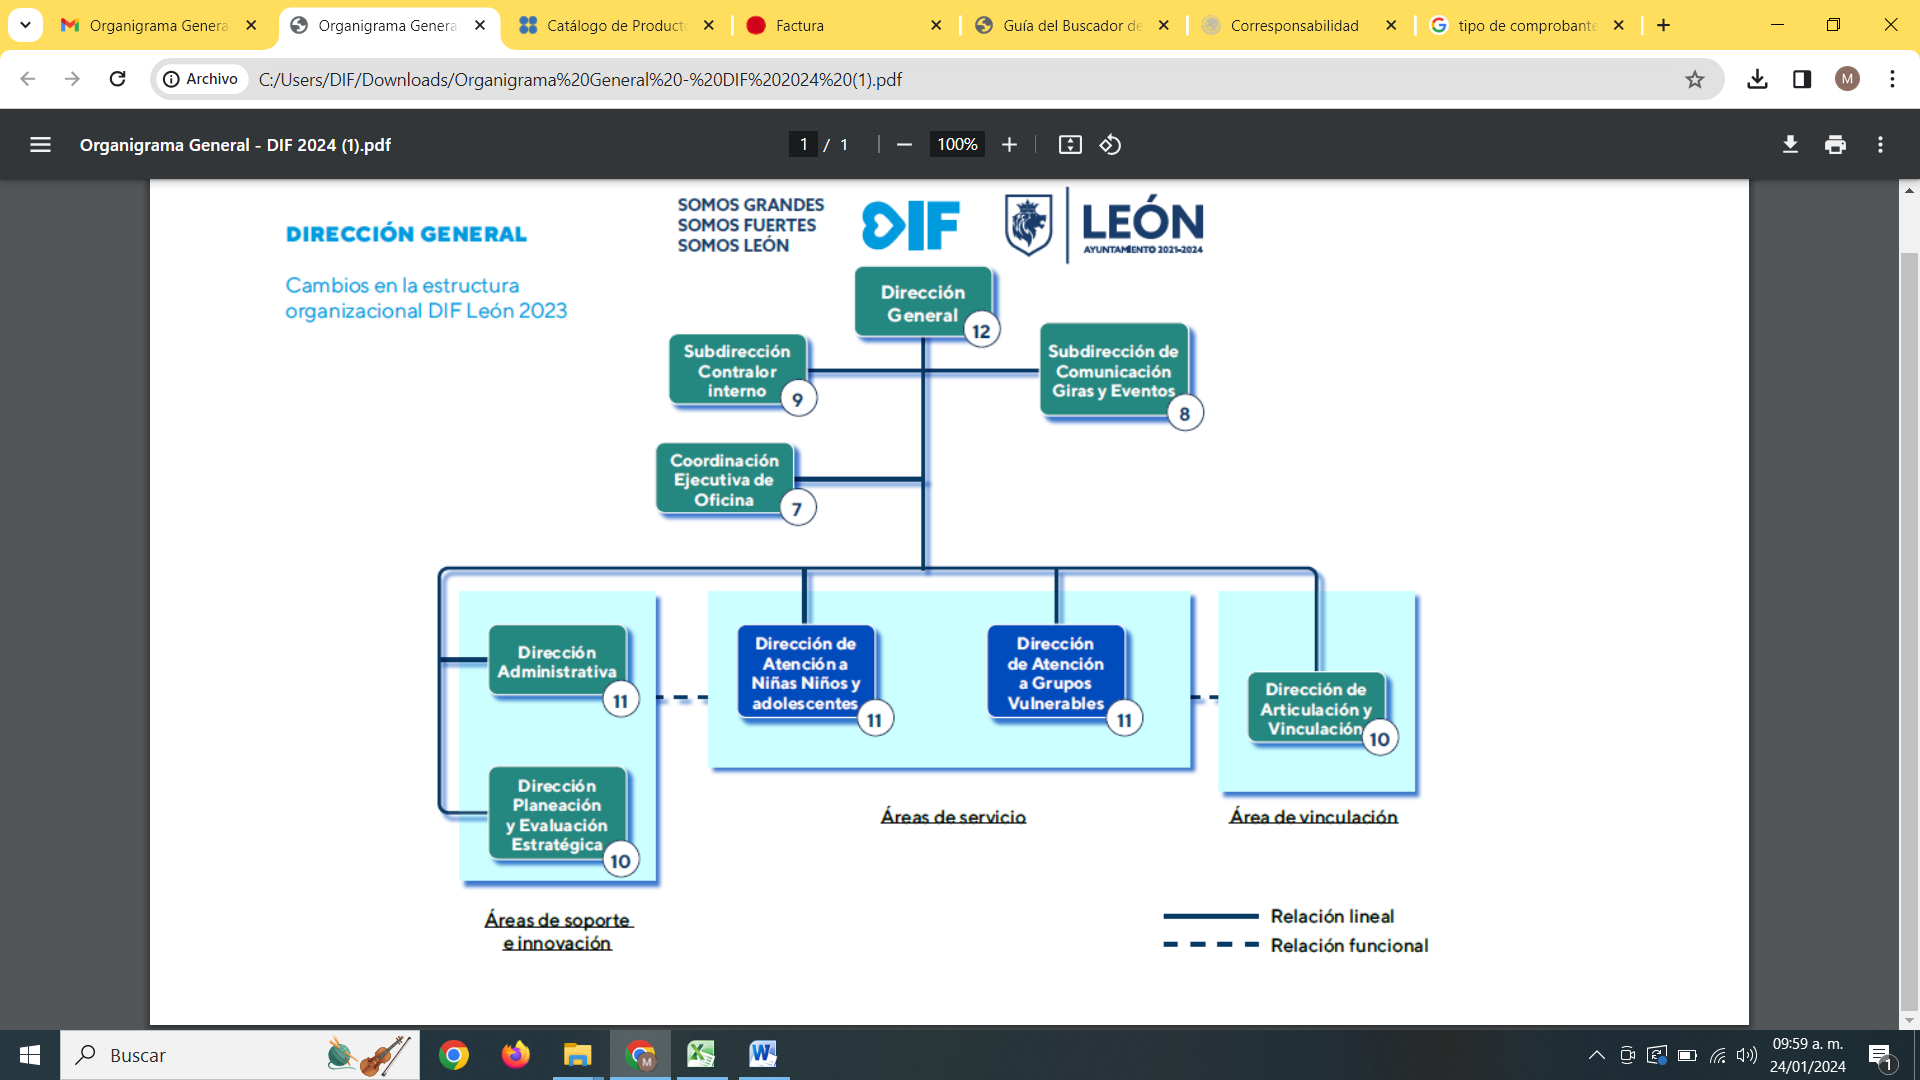 Organigrama Genera
Organigrama Genera
Catálogo de Product
Factura
Guía del Buscador de
Corresponsabilidad
tipo de comprobante
Archivo
C:/Users/DIF/Downloads/Organigrama%20General%20-%20DIF%202024%20(1).pdf
M
Organigrama General - DIF 2024 (1).pdf
1 / 1
100%
DIRECCIÓN GENERAL
Cambios en la estructura
organizacional DIF León 2023
SOMOS GRANDES
SOMOS FUERTES
SOMOS LEÓN
DIF
LEÓN
AYUNTAMIENTO 2021-2024
Dirección
General
12
Subdirección
Contralor
interno
9
Subdirección de
Comunicación
Giras y Eventos
8
Coordinación
Ejecutiva de
Oficina
7
Dirección
Administrativa
11
Dirección de
Atención a
Niñas Niños y
adolescentes
11
Dirección
de Atención
a Grupos
Vulnerables
11
Dirección de
Articulación y
Vinculación
10
Dirección
Planeación
y Evaluación
Estratégica
10
Áreas de servicio
Área de vinculación
Áreas de soporte
e innovación
Relación lineal
Relación funcional
Buscar
M
09:59 a. m.
24/01/2024
1